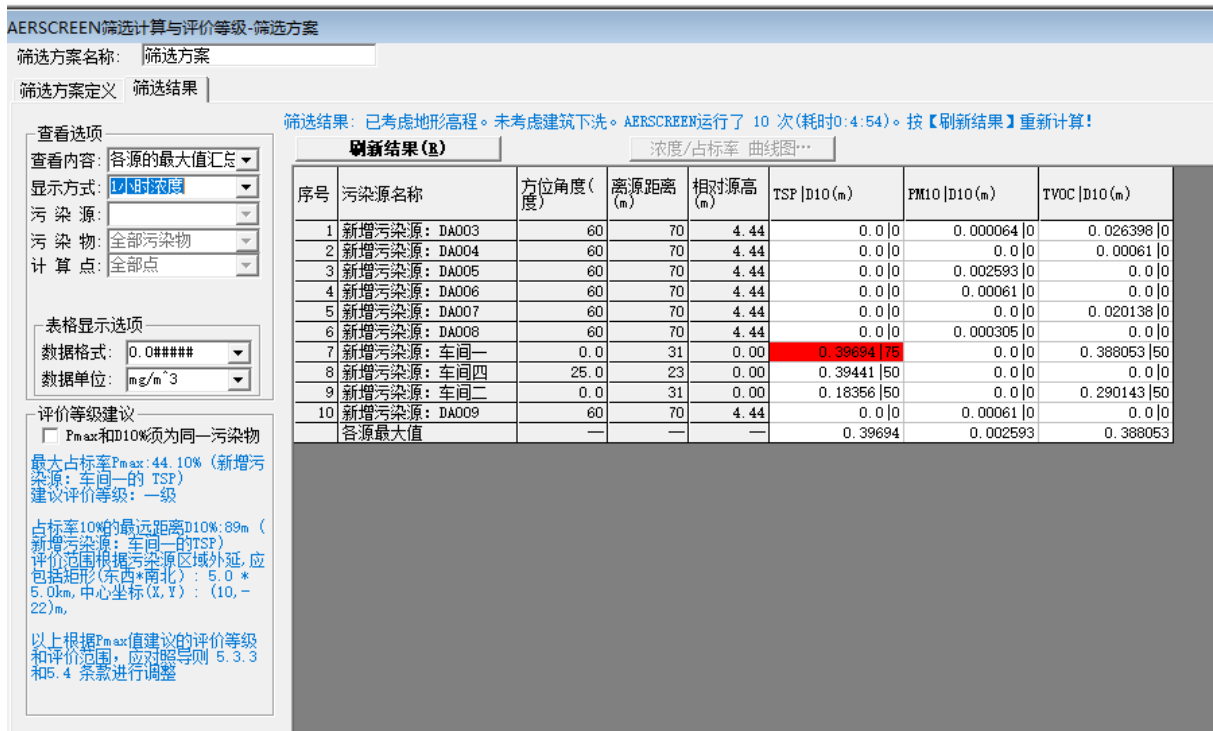 AERSCREEN筛选计算与评价等级-筛选方案
筛选方案名称: 筛选方案
筛选方案定义 筛选结果
筛选结果: 已考虑地形高程。未考虑建筑下洗。AERSCREEN运行了 10 次(耗时0:4:54)。按【刷新结果】重新计算!
刷新结果(R) 浓度/占标率 曲线图…
查看选项
查看内容: 各源的最大值汇总
显示方式: 1小时浓度
污 染 源:
污 染 物: 全部污染物
计 算 点: 全部点
表格显示选项
数据格式: 0.0#####
数据单位: mg/m^3
评价等级建议
Pmax和D10%须为同一污染物
最大占标率Pmax:44.10% (新增污
染源: 车间一的 TSP)
建议评价等级: 一级
占标率10%的最远距离D10%:89m (
新增污染源: 车间一的TSP)
评价范围根据污染源区域外延,应
包括矩形(东西*南北) : 5.0 *
5.0km,中心坐标(X,Y) : (10,-
22)m,
以上根据Pmax值建议的评价等级
和评价范围, 应对照导则 5.3.3
和5.4 条款进行调整
序号 污染源名称 方位角度(度) 离源距离(m) 相对源高(m) TSP|D10(m) PM10|D10(m) TVOC|D10(m)
1 新增污染源: DA003 60 70 4.44 0.0|0 0.000064|0 0.026398|0
2 新增污染源: DA004 60 70 4.44 0.0|0 0.0|0 0.00061|0
3 新增污染源: DA005 60 70 4.44 0.0|0 0.002593|0 0.0|0
4 新增污染源: DA006 60 70 4.44 0.0|0 0.00061|0 0.0|0
5 新增污染源: DA007 60 70 4.44 0.0|0 0.0|0 0.020138|0
6 新增污染源: DA008 60 70 4.44 0.0|0 0.000305|0 0.0|0
7 新增污染源: 车间一 0.0 31 0.00 0.39694|75 0.0|0 0.388053|50
8 新增污染源: 车间四 25.0 23 0.00 0.39441|50 0.0|0 0.0|0
9 新增污染源: 车间二 0.0 31 0.00 0.18356|50 0.0|0 0.290143|50
10 新增污染源: DA009 60 70 4.44 0.0|0 0.00061|0 0.0|0
各源最大值 — — — 0.39694 0.002593 0.388053